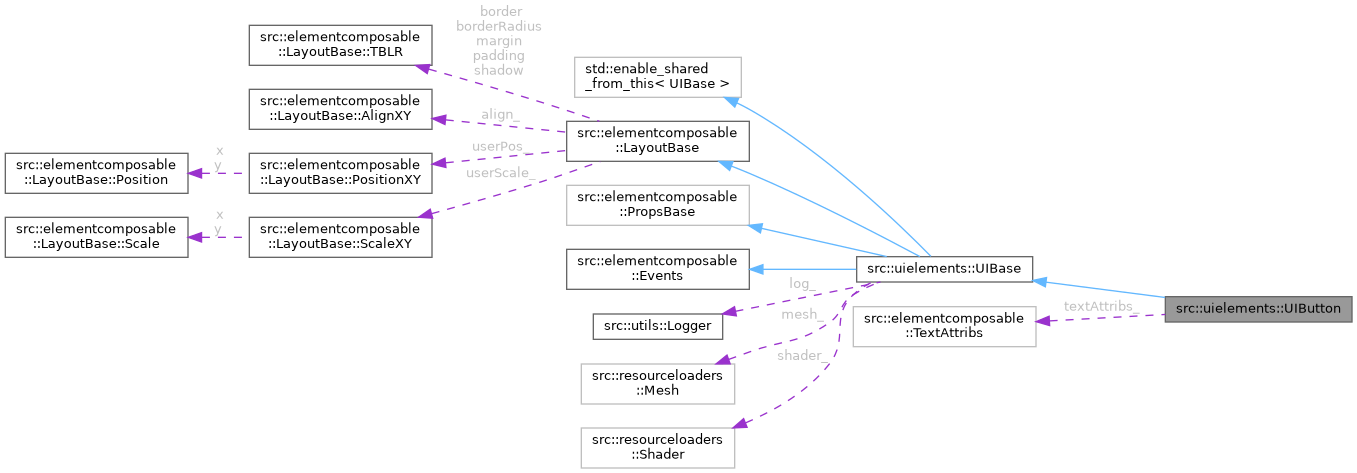 border
borderRadius
margin
padding
shadow
src::elementcomposable
::LayoutBase::TBLR
std::enable_shared
_from_this< UIBase >
src::elementcomposable
::LayoutBase::AlignXY
align_
src::elementcomposable
::LayoutBase
src::elementcomposable
::LayoutBase::Position
x
y
src::elementcomposable
::LayoutBase::PositionXY
userPos_
userScale_
src::elementcomposable
::PropsBase
src::elementcomposable
::LayoutBase::Scale
x
y
src::elementcomposable
::LayoutBase::ScaleXY
src::elementcomposable
::Events
src::uielements::UIBase
log_
src::utils::Logger
mesh_
shader_
src::elementcomposable
::TextAttribs
textAttribs_
src::uielements::UIButton
src::resourceloaders
::Mesh
src::resourceloaders
::Shader